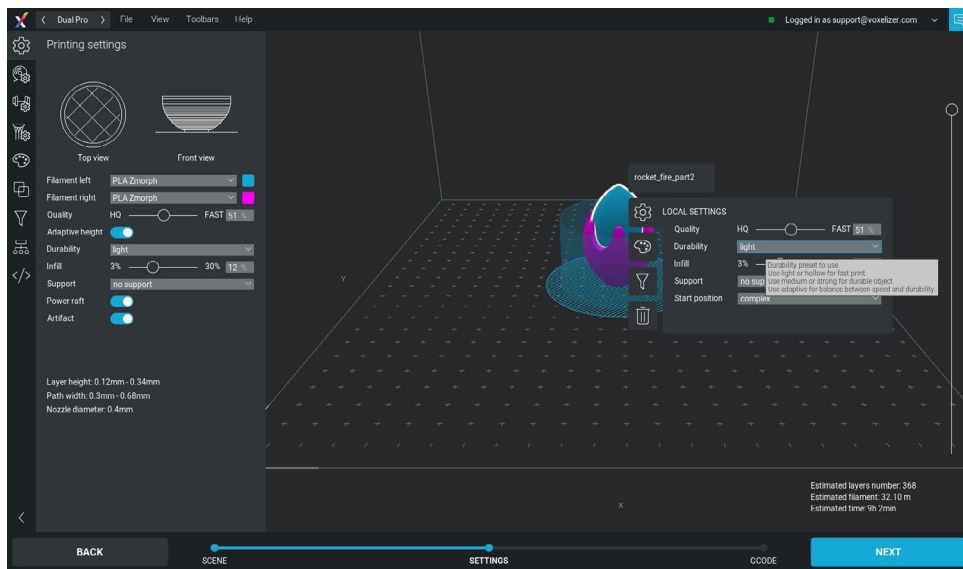 Dual Pro File View Toolbars Help
Logged in as support@voxelizer.com
Printing settings
Top view Front view
Filament left PLA Zmorph
Filament right PLA Zmorph
Quality HQ FAST 51 %
Adaptive height
Durability light
Infill 3% 30% 12 %
Support no support
Power raft
Artifact
Layer height: 0.12mm - 0.34mm
Path width: 0.3mm - 0.68mm
Nozzle diameter: 0.4mm
rocket_fire_part2
LOCAL SETTINGS
Quality HQ FAST 51 %
Durability light
Infill 3%
Durability preset to use.
Use light or hollow for fast print.
Support no sup
Use medium or strong for durable object.
Use adaptive for balance between speed and durability.
Start position complex
Y
X
Estimated layers number: 368
Estimated filament: 32.10 m
Estimated time: 9h 2min
BACK
SCENE
SETTINGS
GCODE
NEXT